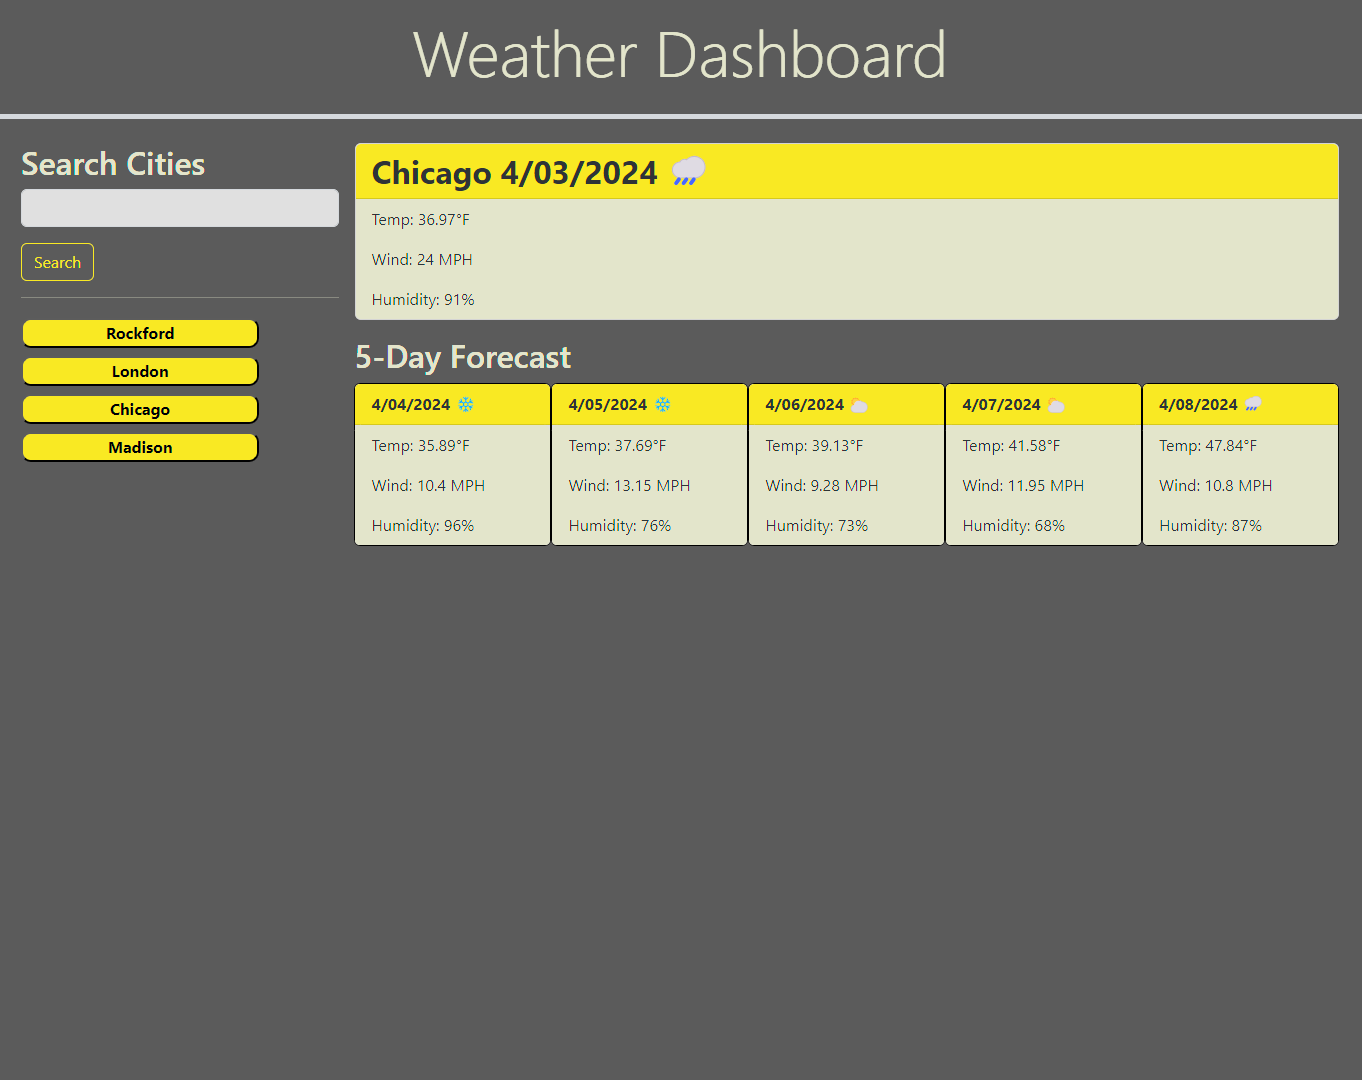 Weather Dashboard
Search Cities
Search
Rockford
London
Chicago
Madison
Chicago 4/03/2024
Temp: 36.97°F
Wind: 24 MPH
Humidity: 91%
5-Day Forecast
4/04/2024
Temp: 35.89°F
Wind: 10.4 MPH
Humidity: 96%
4/05/2024
Temp: 37.69°F
Wind: 13.15 MPH
Humidity: 76%
4/06/2024
Temp: 39.13°F
Wind: 9.28 MPH
Humidity: 73%
4/07/2024
Temp: 41.58°F
Wind: 11.95 MPH
Humidity: 68%
4/08/2024
Temp: 47.84°F
Wind: 10.8 MPH
Humidity: 87%